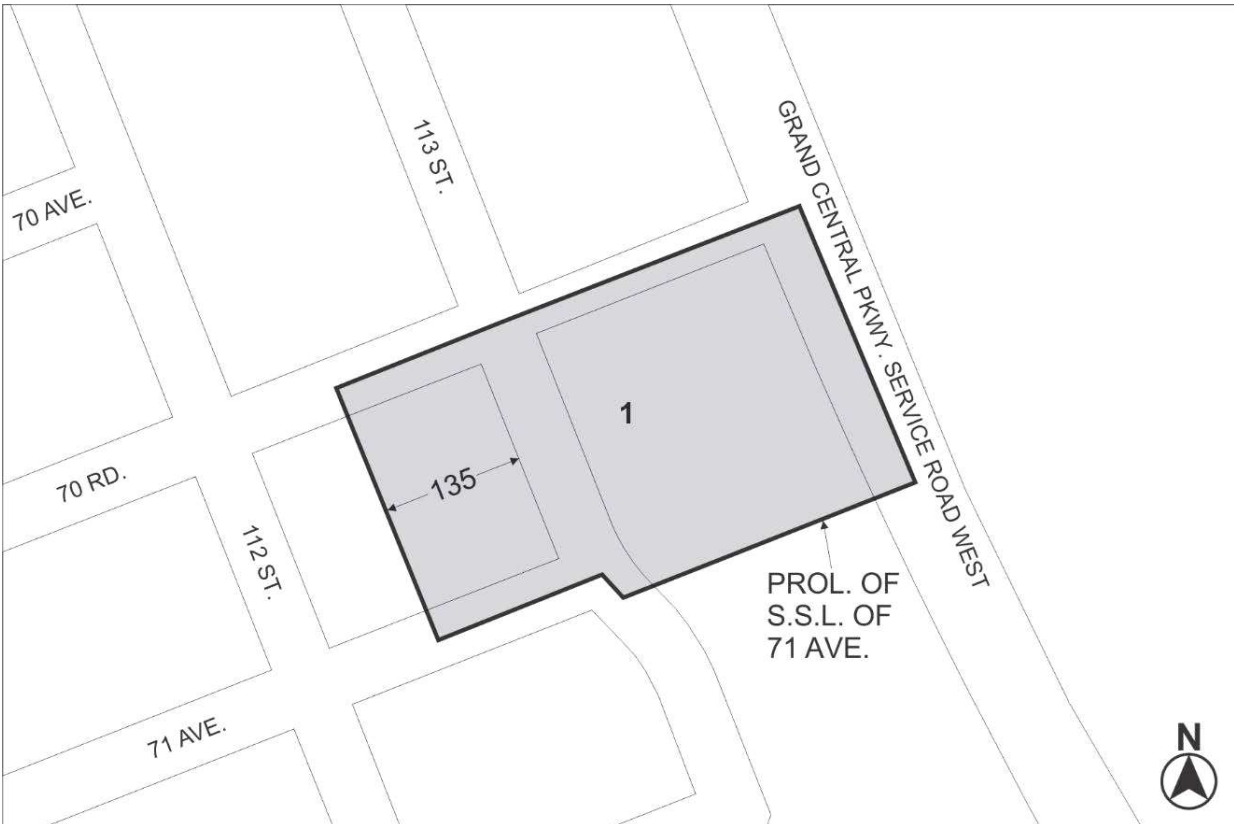 113 ST.
GRAND CENTRAL PKWY. SERVICE ROAD WEST
70 AVE.
1
70 RD.
135
112 ST.
PROL. OF
S.S.L. OF
71 AVE.
71 AVE.
N